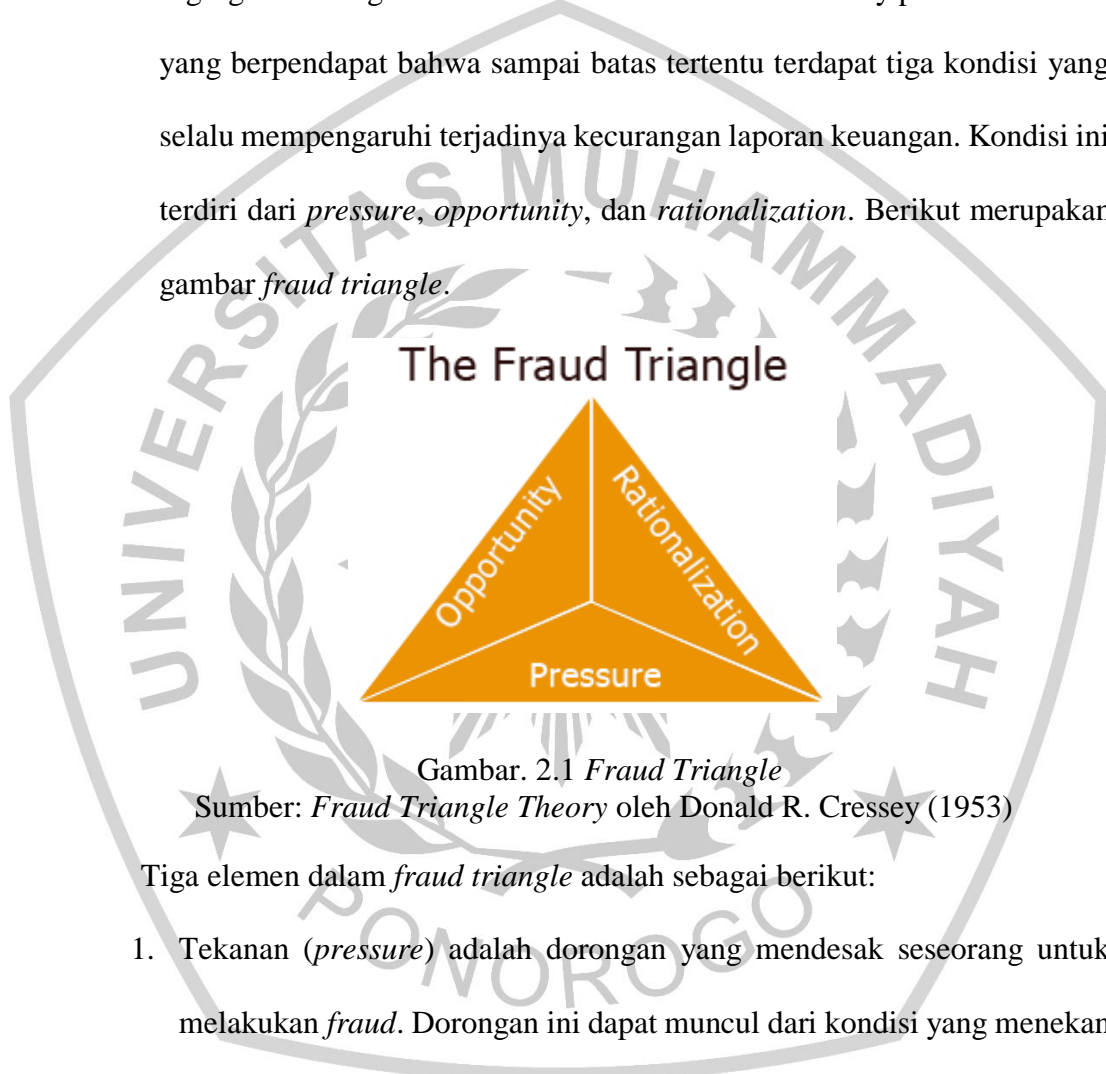 yang berpendapat bahwa sampai batas tertentu terdapat tiga kondisi yang
selalu mempengaruhi terjadinya kecurangan laporan keuangan. Kondisi ini
terdiri dari pressure, opportunity, dan rationalization. Berikut merupakan
gambar fraud triangle.
The Fraud Triangle
Opportunity
Rationalization
Pressure
Gambar. 2.1 Fraud Triangle
Sumber: Fraud Triangle Theory oleh Donald R. Cressey (1953)
Tiga elemen dalam fraud triangle adalah sebagai berikut:
1. Tekanan (pressure) adalah dorongan yang mendesak seseorang untuk
melakukan fraud. Dorongan ini dapat muncul dari kondisi yang menekan
UNIVERSITAS MUHAMMADIYAH
PONOROGO